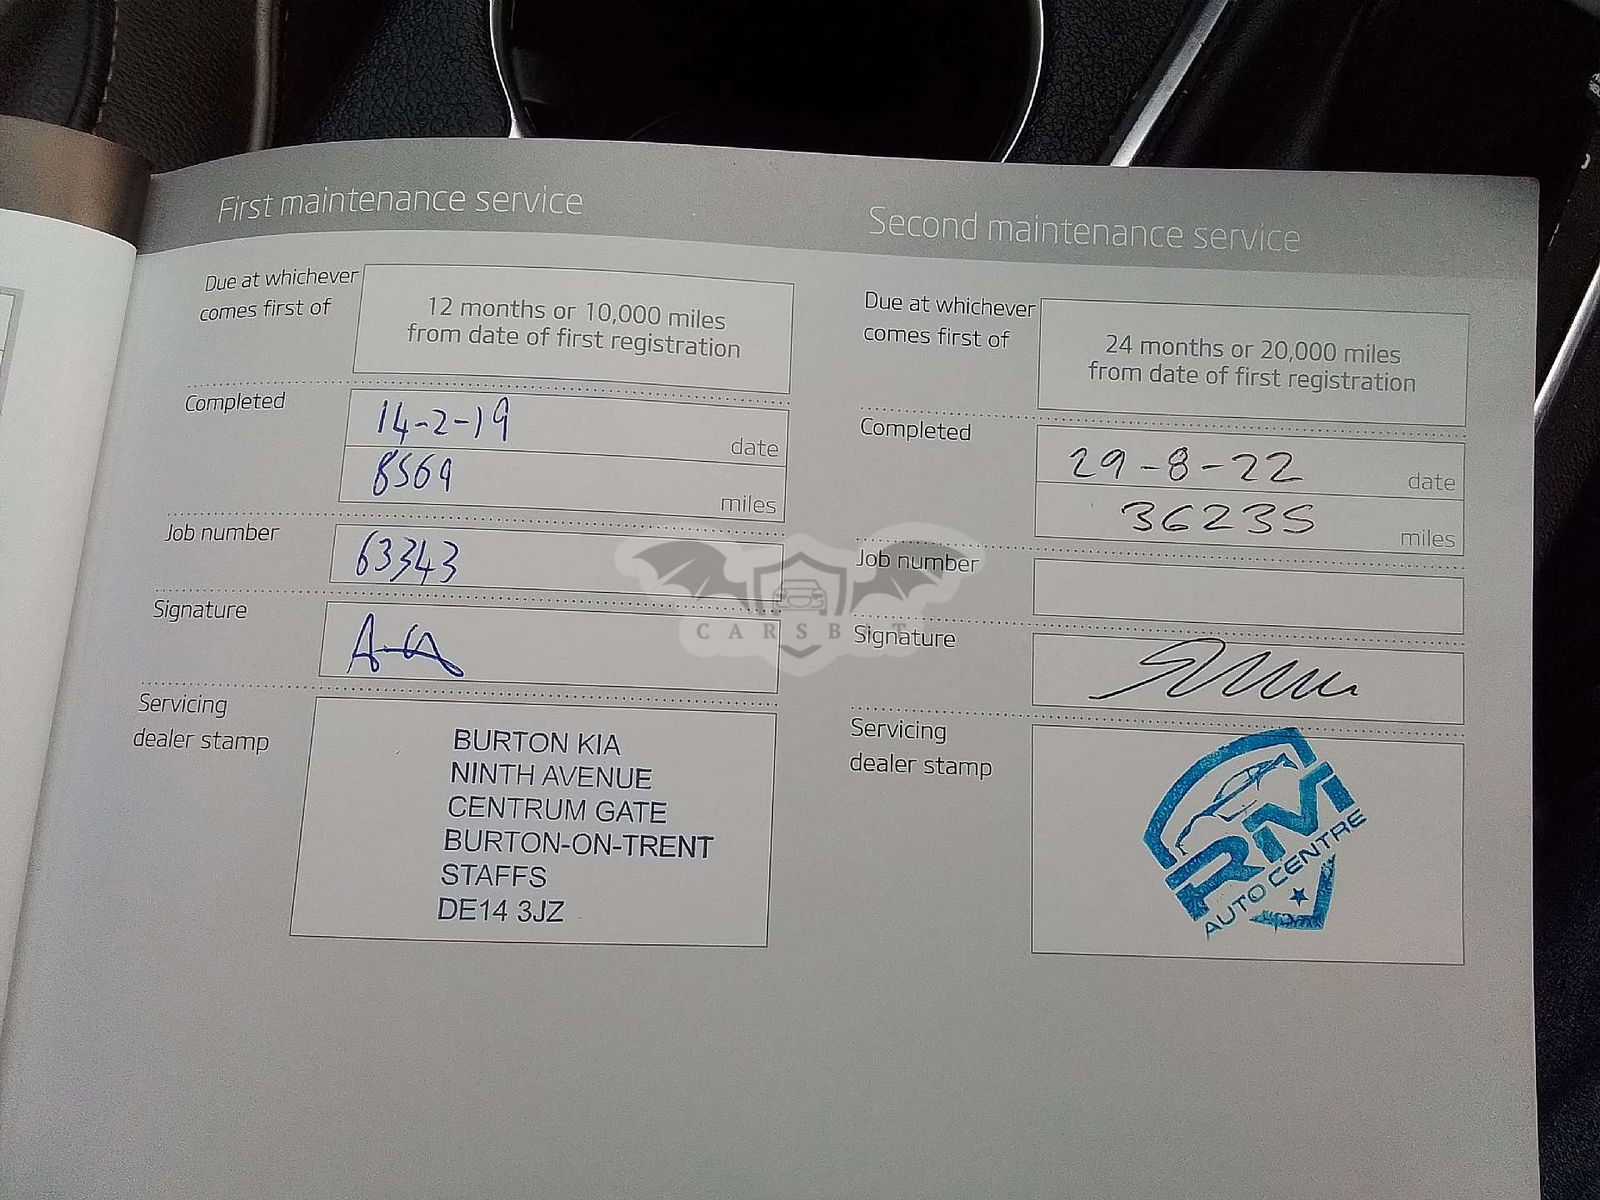 First maintenance service
Due at whichever
comes first of
12 months or 10,000 miles
from date of first registration
Completed
14-2-19
date
8569
miles
Job number
63343
Signature
Servicing
dealer stamp
BURTON KIA
NINTH AVENUE
CENTRUM GATE
BURTON-ON-TRENT
STAFFS
DE14 3JZ
Second maintenance service
Due at whichever
comes first of
24 months or 20,000 miles
from date of first registration
Completed
29-8-22
date
36235
miles
Job number
Signature
Servicing
dealer stamp
RM
AUTO CENTRE
CARSBAT